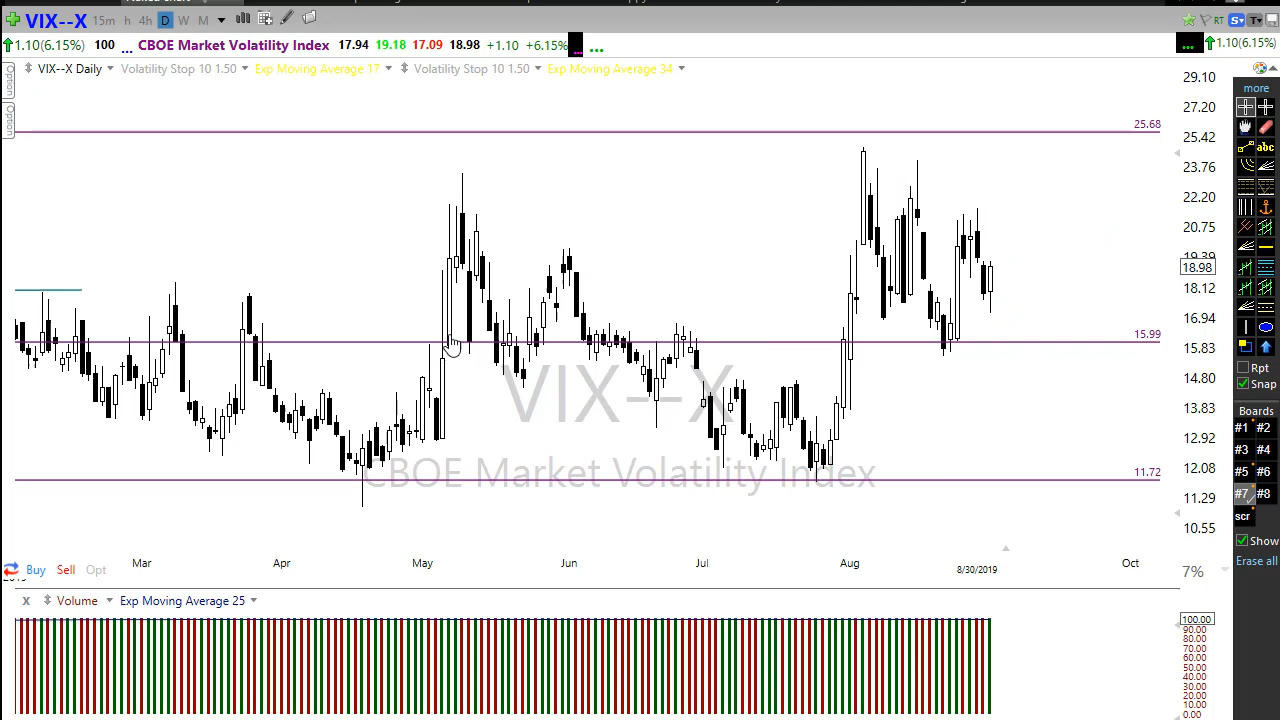 VIX--X 15m h 4h D W M RT S T
1.10(6.15%) 100 ... CBOE Market Volatility Index 17.94 19.18 17.09 18.98 +1.10 +6.15% ... ... ... 1.10(6.15%)
VIX--X Daily Volatility Stop 10 1.50 Exp Moving Average 17 Volatility Stop 10 1.50 Exp Moving Average 34
Option
Option
29.10
27.20
25.68
25.42
23.76
22.20
20.75
18.98
18.12
16.94
15.99
15.83
14.80
13.83
12.92
12.08
11.72
11.29
10.55
VIX--X
CBOE Market Volatility Index
Mar Apr May Jun Jul Aug 8/30/2019 Oct
Buy Sell Opt 7%
X Volume Exp Moving Average 25
100.00
90.00
80.00
70.00
60.00
50.00
40.00
30.00
20.00
10.00
0.00
more
abc
Rpt
Snap
Boards
#1 #2
#3 #4
#5 #6
#7 #8
scr
Show
Erase all